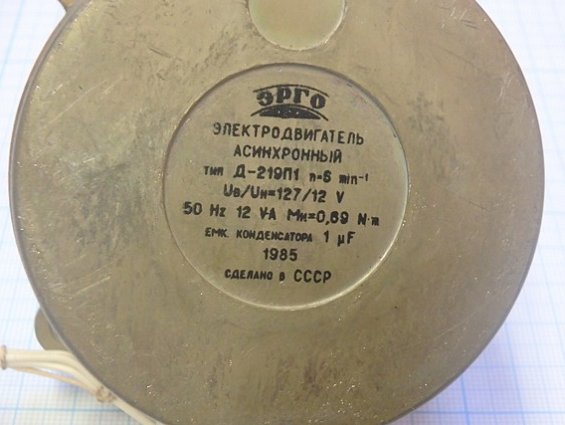 ЭРГО
ЭЛЕКТРОДВИГАТЕЛЬ
АСИНХРОННЫЙ
тип Д-219П1 n=6 min⁻¹
Uв/Uн=127/12 V
50 Hz 12 V·A Mн=0,69 N·m
ЕМК. КОНДЕНСАТОРА 1 µF
1985
СДЕЛАНО В СССР